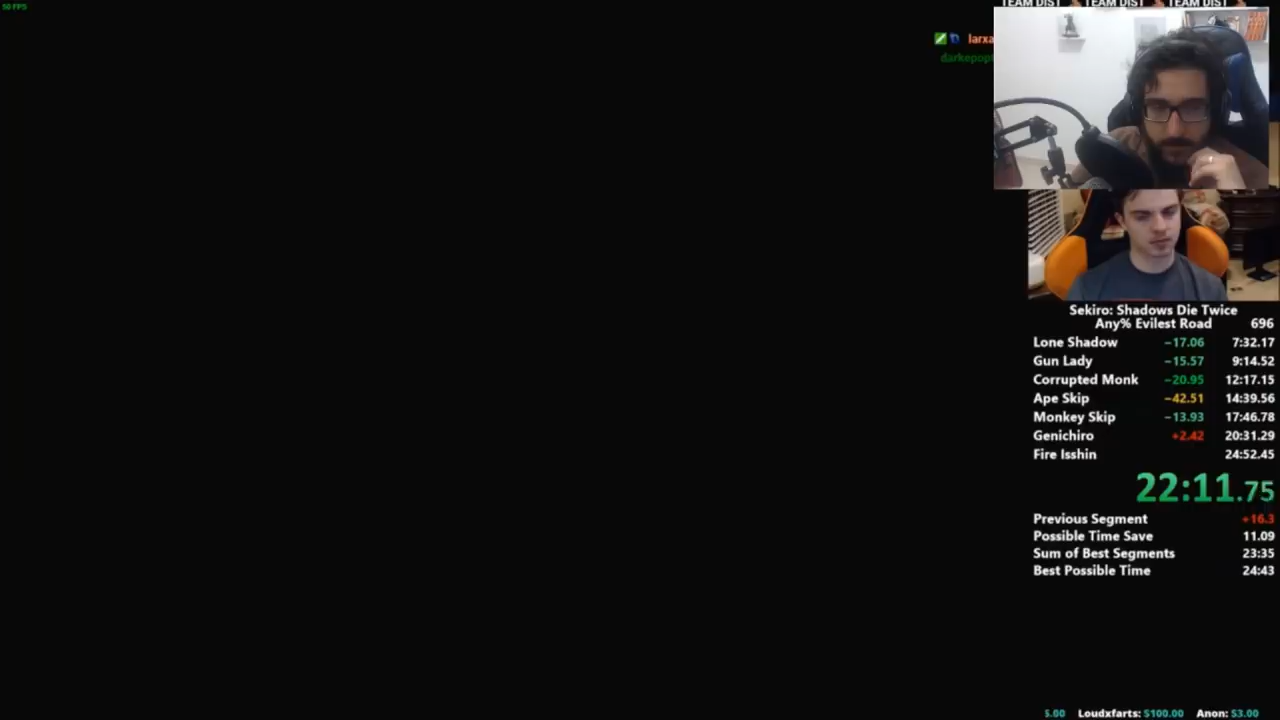 50 FPS
TEAM DIST TEAM DIST TEAM DIST
larxa
darkepopt
Sekiro: Shadows Die Twice
Any% Evilest Road 696
Lone Shadow −17.06 7:32.17
Gun Lady −15.57 9:14.52
Corrupted Monk −20.95 12:17.15
Ape Skip −42.51 14:39.56
Monkey Skip −13.93 17:46.78
Genichiro +2.42 20:31.29
Fire Isshin 24:52.45
22:11.75
Previous Segment +16.3
Possible Time Save 11.09
Sum of Best Segments 23:35
Best Possible Time 24:43
5.00 Loudxfarts: $100.00 Anon: $3.00